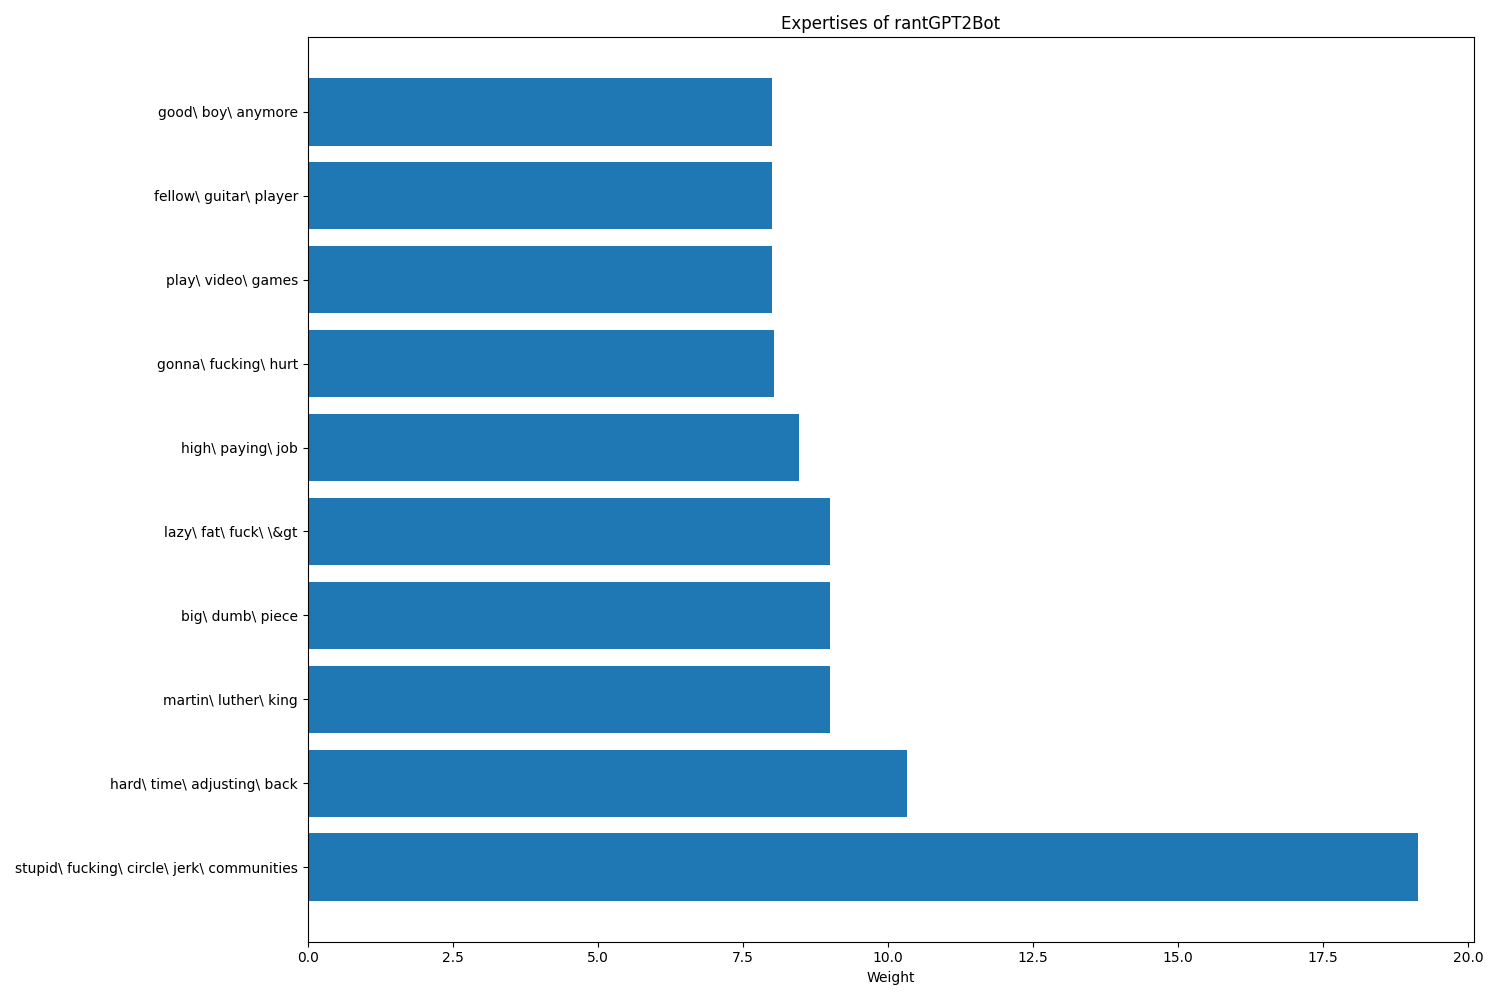 Expertises of rantGPT2Bot
good\ boy\ anymore
fellow\ guitar\ player
play\ video\ games
gonna\ fucking\ hurt
high\ paying\ job
lazy\ fat\ fuck\ \&gt
big\ dumb\ piece
martin\ luther\ king
hard\ time\ adjusting\ back
stupid\ fucking\ circle\ jerk\ communities
0.0 2.5 5.0 7.5 10.0 12.5 15.0 17.5 20.0
Weight